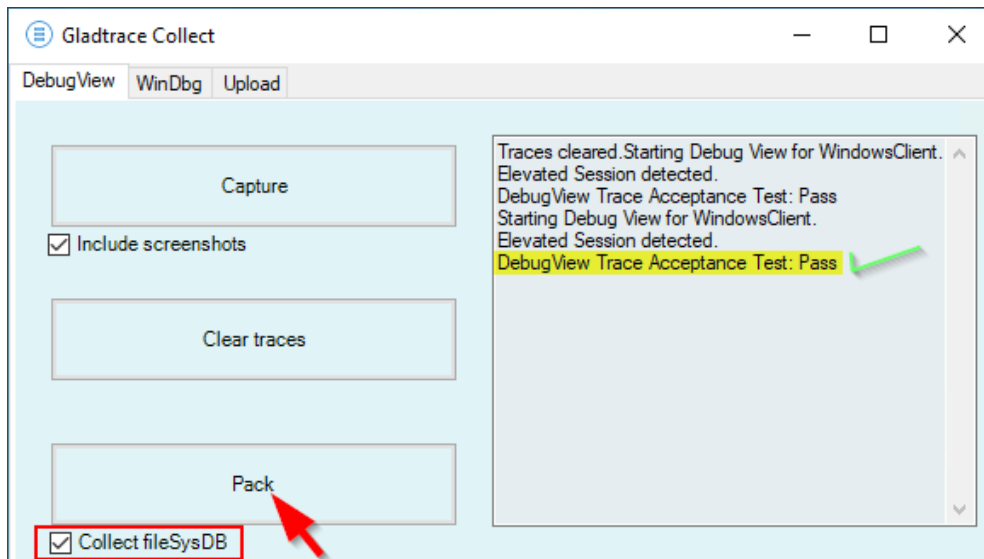 Gladtrace Collect
DebugView WinDbg Upload
Capture
Include screenshots
Clear traces
Pack
Collect fileSysDB
Traces cleared.Starting Debug View for WindowsClient.
Elevated Session detected.
DebugView Trace Acceptance Test: Pass
Starting Debug View for WindowsClient.
Elevated Session detected.
DebugView Trace Acceptance Test: Pass